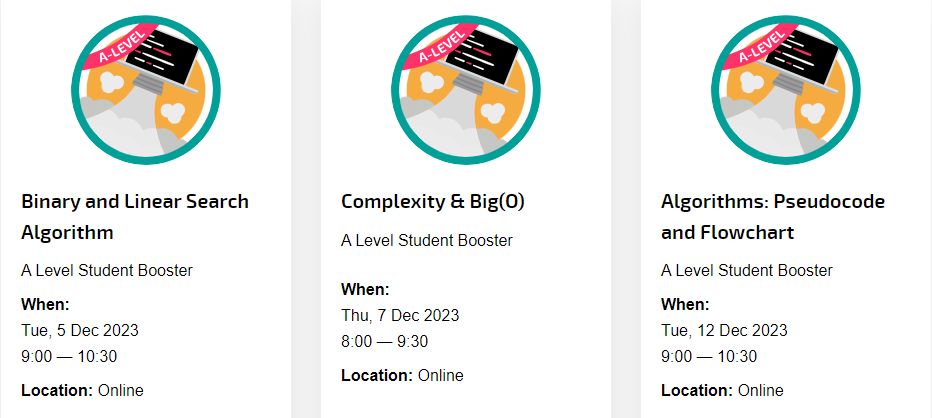 A-LEVEL
Binary and Linear Search
Algorithm
A Level Student Booster
When:
Tue, 5 Dec 2023
9:00 — 10:30
Location: Online
A-LEVEL
Complexity & Big(O)
A Level Student Booster
When:
Thu, 7 Dec 2023
8:00 — 9:30
Location: Online
A-LEVEL
Algorithms: Pseudocode
and Flowchart
A Level Student Booster
When:
Tue, 12 Dec 2023
9:00 — 10:30
Location: Online